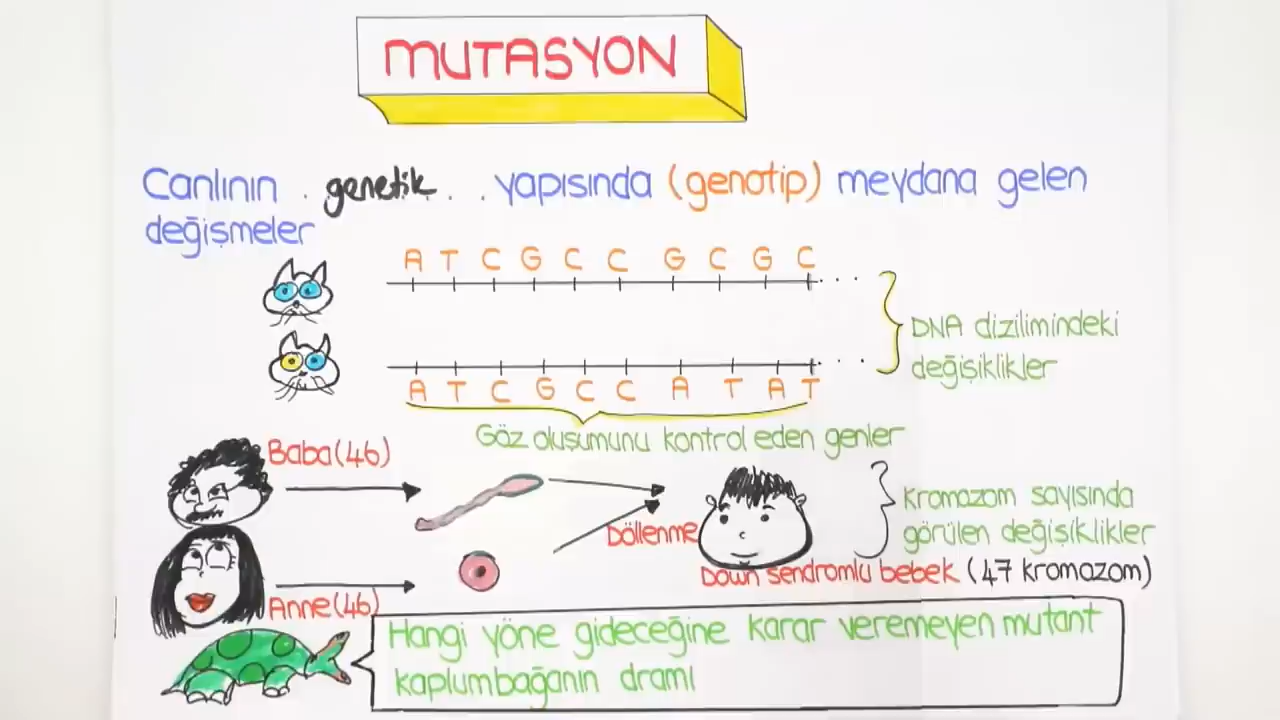 MUTASYON
Canlının . genetik . . yapısında (genotip) meydana gelen
değişmeler
A T C G C C G C G C
. . .
DNA dizilimindeki
değişiklikler
. . .
A T C G C C A T A T
Göz oluşumunu kontrol eden genler
Baba(46)
Kromozom sayısında
görülen değişiklikler
Döllenme
Down sendromlu bebek (47 kromozom)
Anne(46)
Hangi yöne gideceğine karar veremeyen mutant
kaplumbağanın dramı